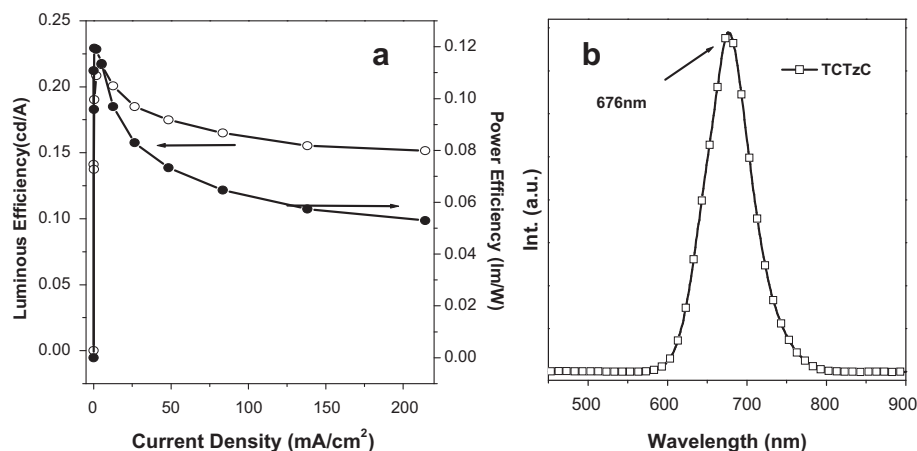 a
0.25
0.20
0.15
0.10
0.05
0.00
Luminous Efficiency(cd/A)
0.12
0.10
0.08
0.06
0.04
0.02
0.00
Power Efficiency (lm/W)
0 50 100 150 200
Current Density (mA/cm²)
b
TCTzC
676nm
Int. (a.u.)
500 600 700 800 900
Wavelength (nm)